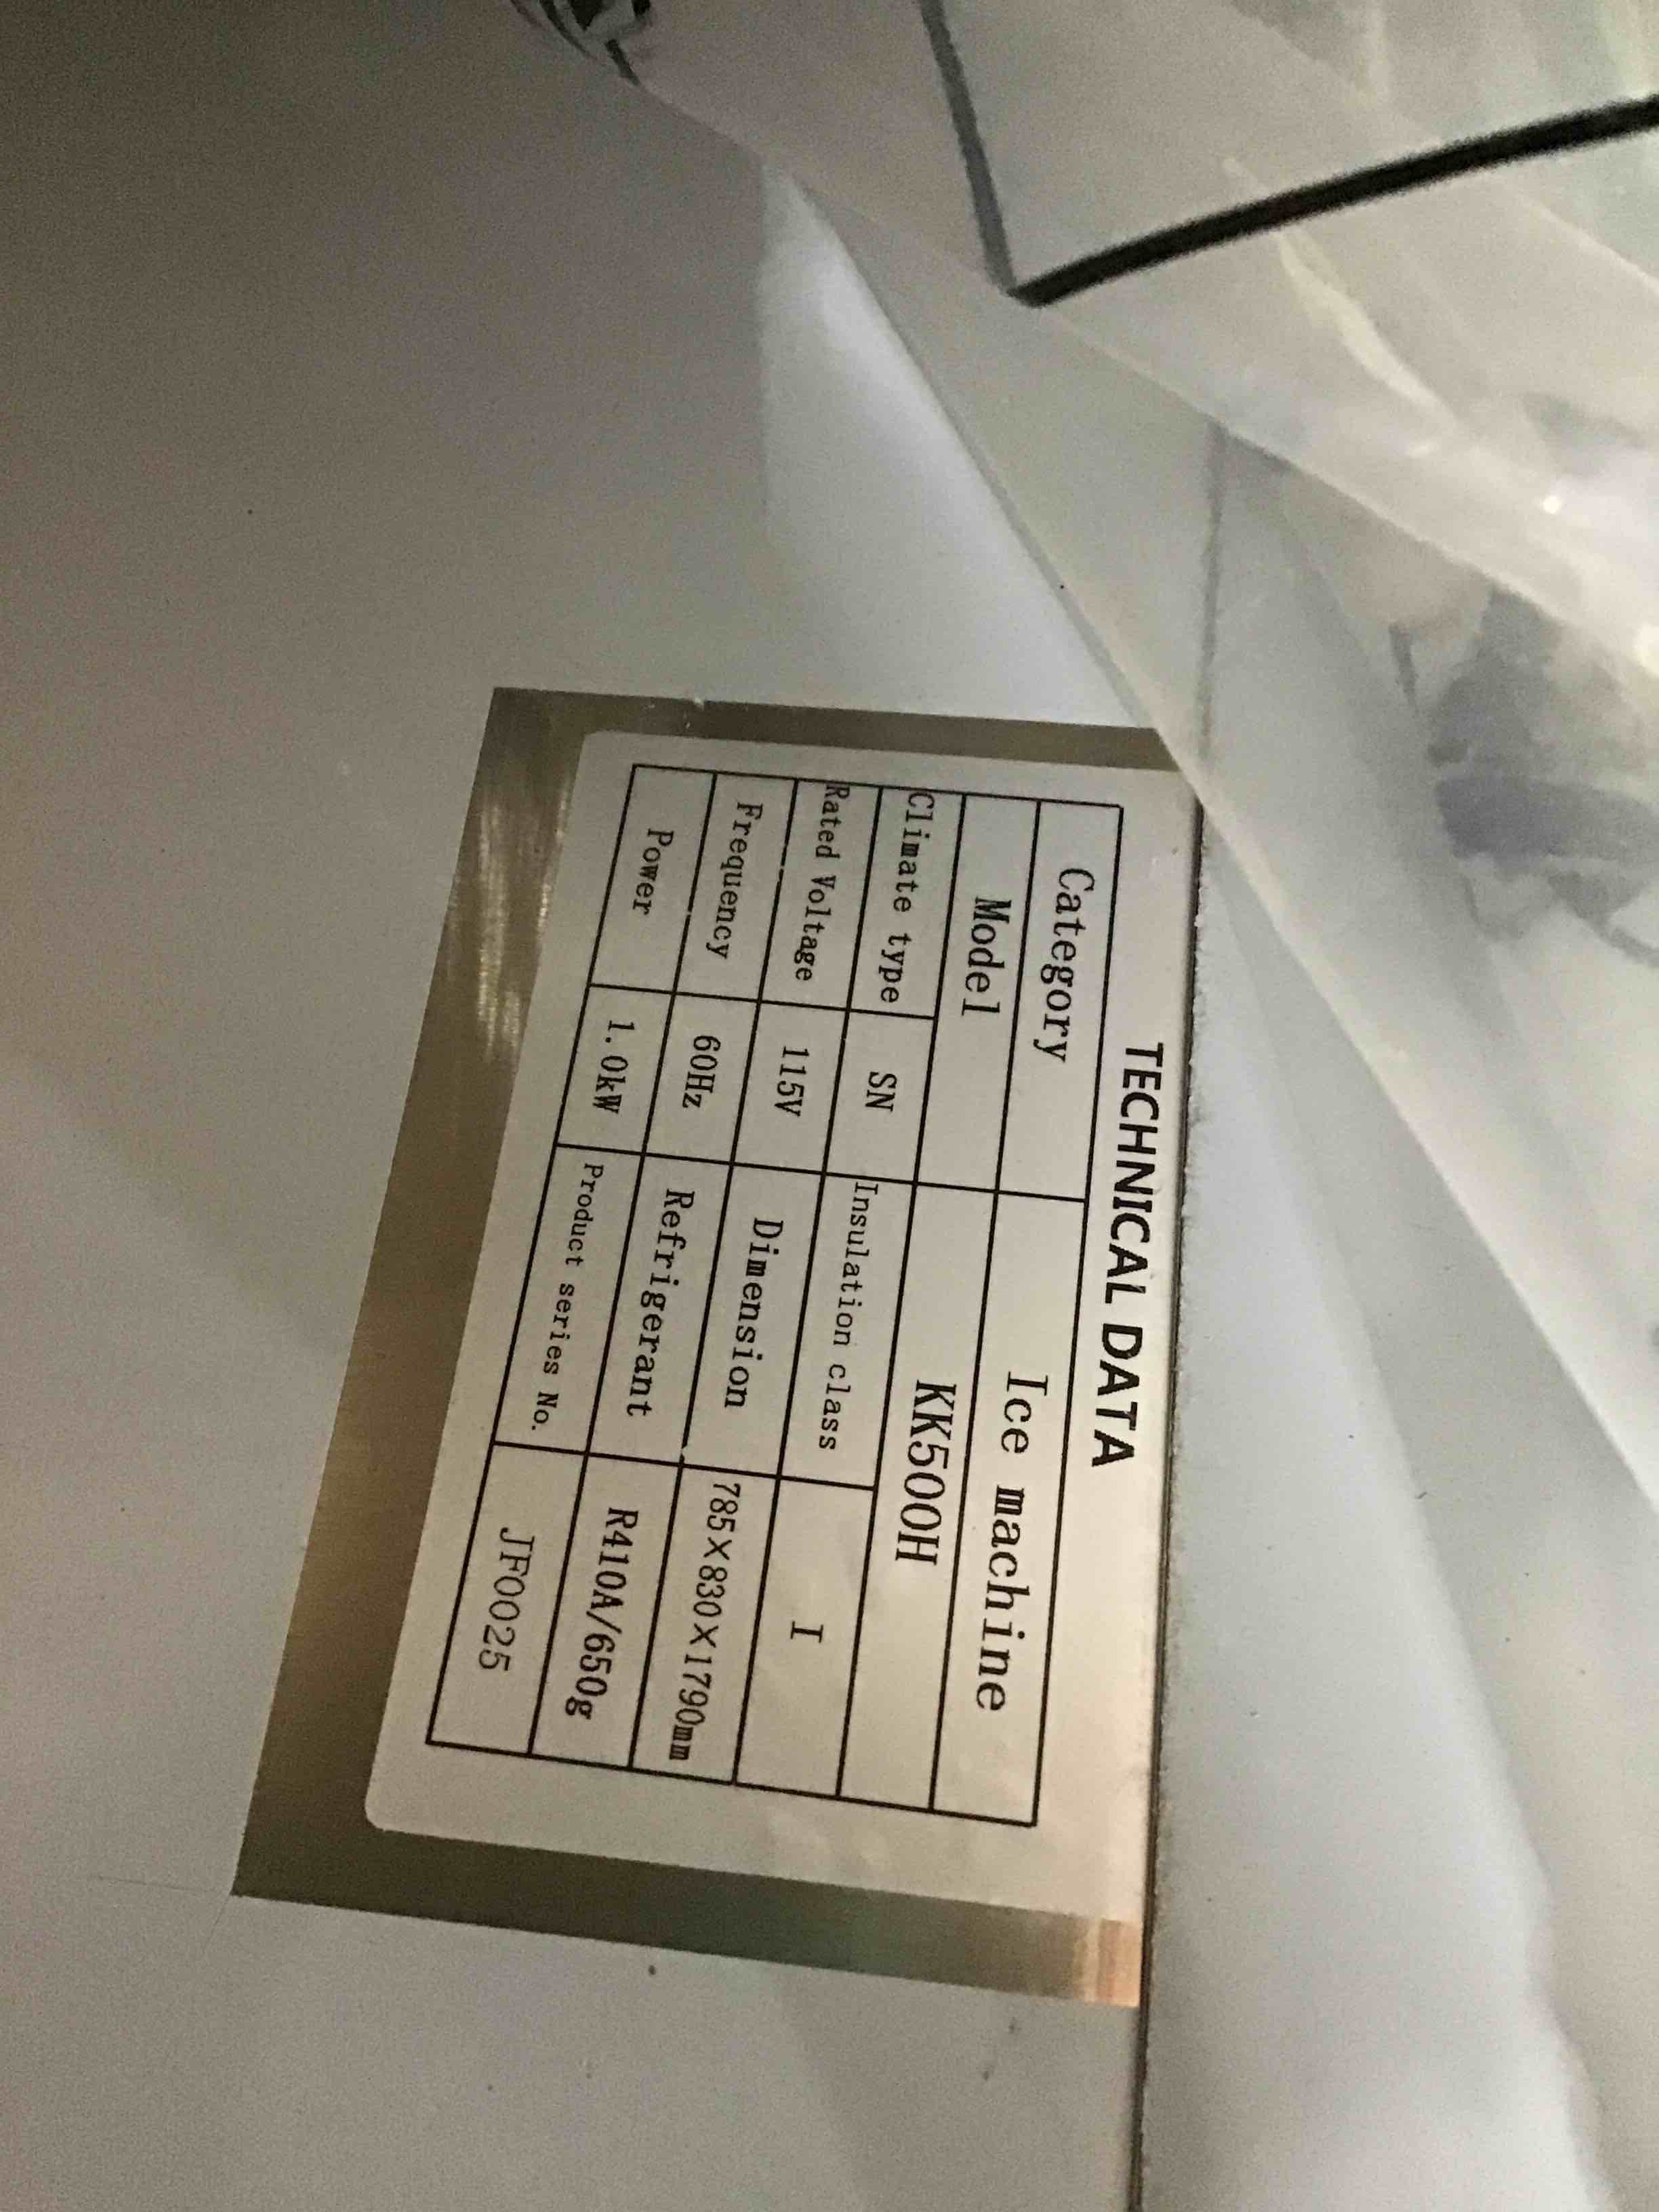 TECHNICAL DATA
Category Ice machine
Model KK500H
Climate type SN Insulation class I
Rated Voltage 115V Dimension 785×830×1790mm
Frequency 60Hz Refrigerant R410A/650g
Power 1.0kW Product series No. JF0025